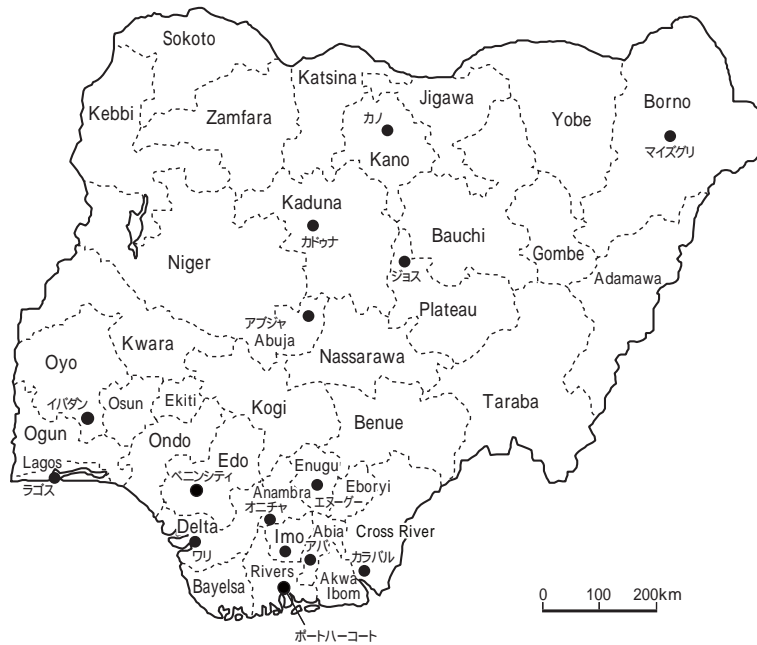 Sokoto
Katsina
Jigawa
Kebbi
Zamfara
カノ
Kano
Yobe
Borno
マイズグリ
Kaduna
カドゥナ
Bauchi
Gombe
Niger
ジョス
Adamawa
アブジャ
Abuja
Plateau
Kwara
Nassarawa
Oyo
イバダン
Osun
Ekiti
Kogi
Benue
Taraba
Ogun
Ondo
Edo
Lagos
ラゴス
ベニンシティ
Enugu
エヌーグー
Eboryi
Anambra
オニチャ
Delta
ワリ
Imo
Abia
アバ
Cross River
カラバル
Bayelsa
Rivers
Akwa
Ibom
ポートハーコート
0 100 200km